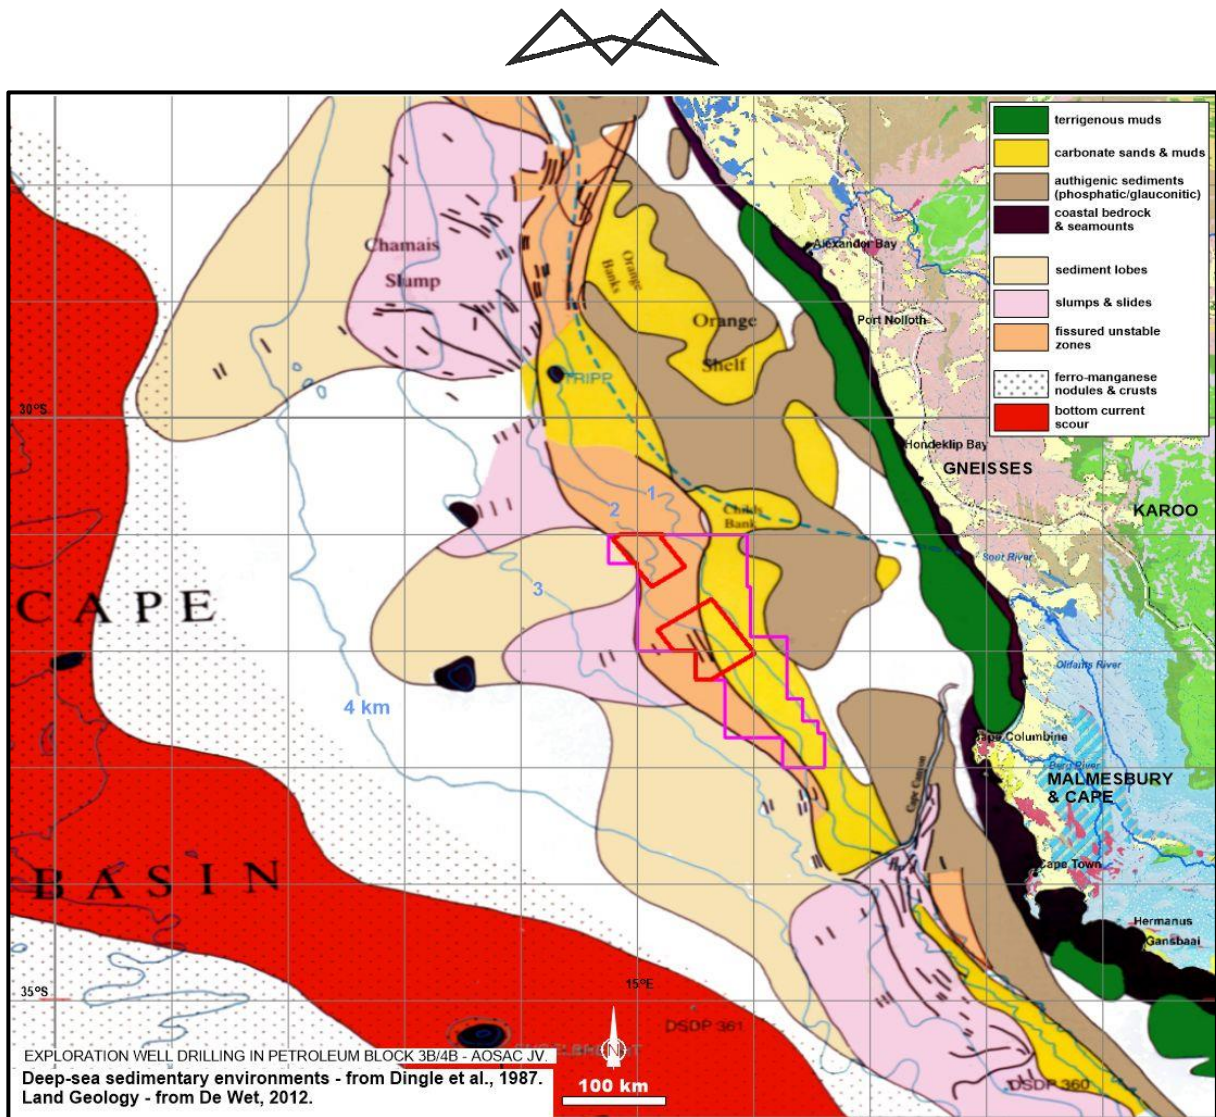 terrigenous muds
carbonate sands & muds
authigenic sediments
(phosphatic/glauconitic)
coastal bedrock
& seamounts
sediment lobes
slumps & slides
fissured unstable
zones
ferro-manganese
nodules & crusts
bottom current
scour
Chamais
Slump
Orange
Banks
Alexander Bay
Port Nolloth
Orange
Shelf
TRIPP
30°S
Hondeklip Bay
GNEISSES
KAROO
1
2
Childs
Bank
Sout River
3
CAPE
Olifants River
4 km
Cape Columbine
Berg River
MALMESBURY
& CAPE
Cape Canyon
BASIN
Cape Town
Hermanus
Gansbaai
35°S
15°E
DSDP 361
N
100 km
DSDP 360
EXPLORATION WELL DRILLING IN PETROLEUM BLOCK 3B/4B - AOSAC JV.
Deep-sea sedimentary environments - from Dingle et al., 1987.
Land Geology - from De Wet, 2012.